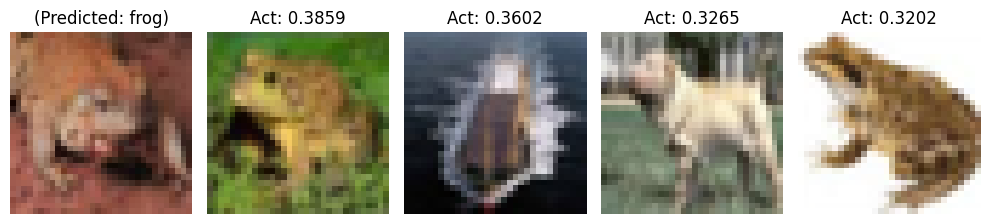 (Predicted: frog)
Act: 0.3859
Act: 0.3602
Act: 0.3265
Act: 0.3202